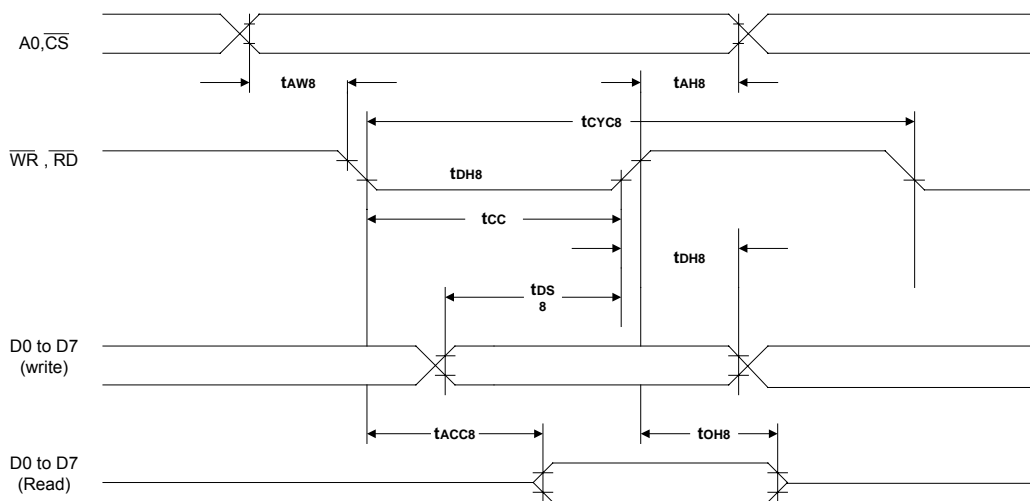 A0,CS
tAW8
tAH8
tCYC8
WR , RD
tDH8
tCC
tDH8
tDS
8
D0 to D7
(write)
tACC8
tOH8
D0 to D7
(Read)